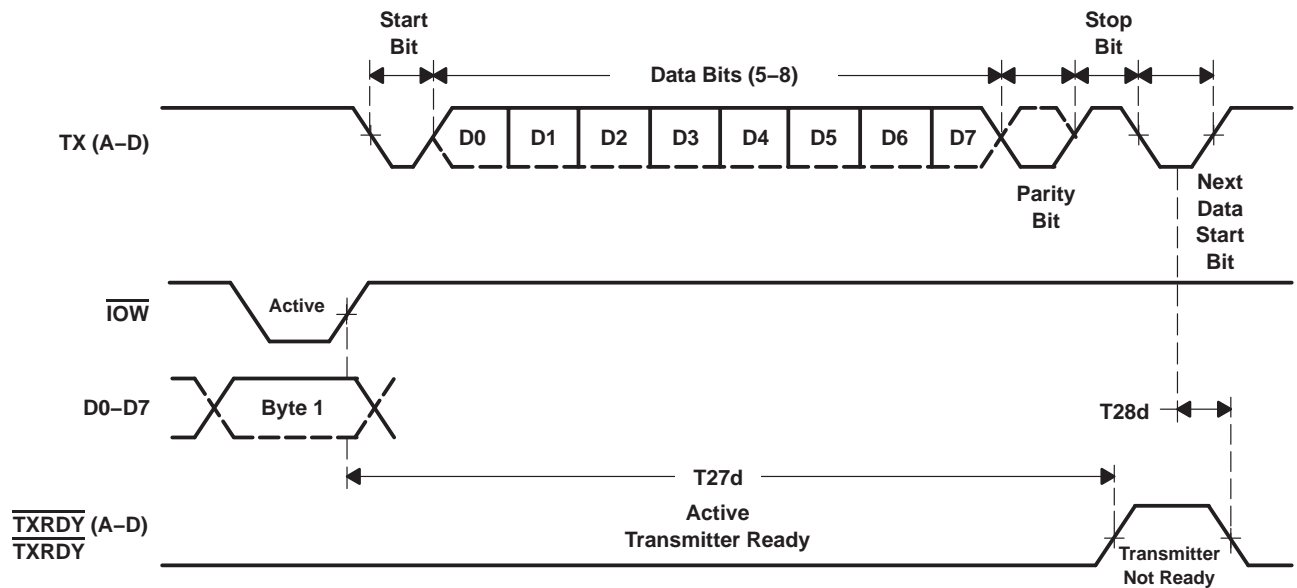 Start
Bit
Data Bits (5–8)
Stop
Bit
TX (A–D)
D0 D1 D2 D3 D4 D5 D6 D7
Parity
Bit
Next
Data
Start
Bit
IOW
Active
D0–D7
Byte 1
T28d
T27d
TXRDY (A–D)
TXRDY
Active
Transmitter Ready
Transmitter
Not Ready